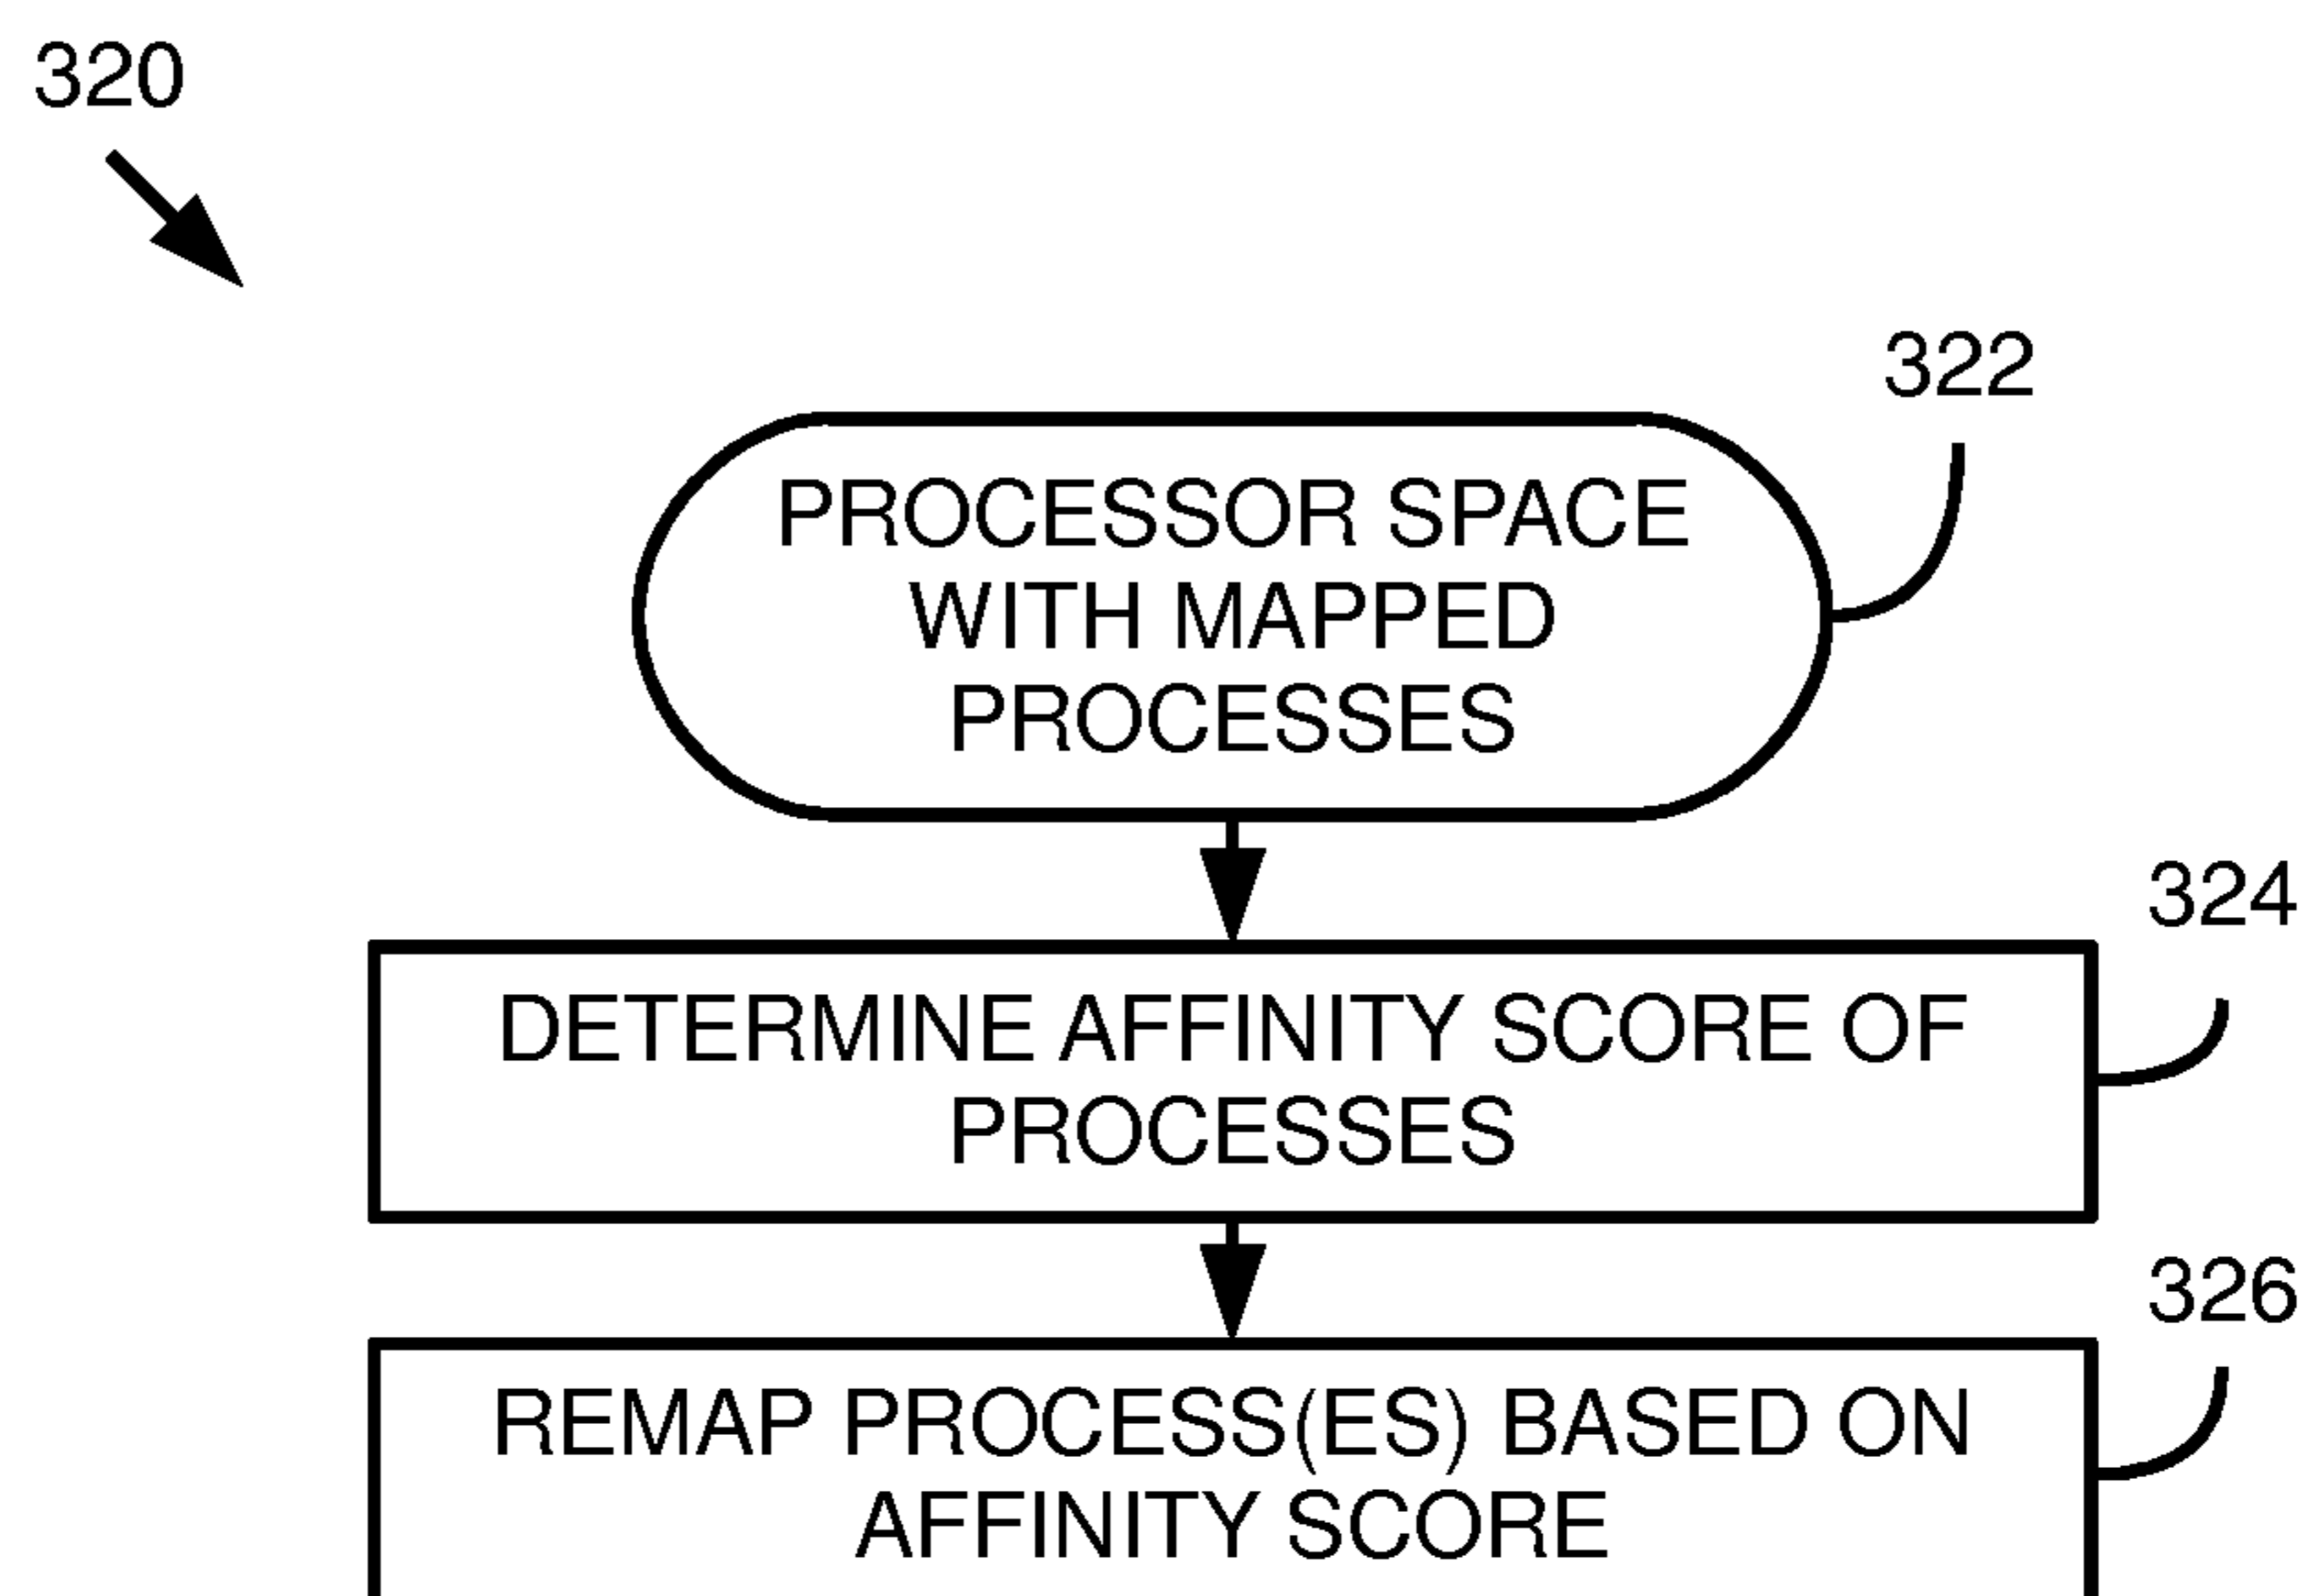 320
322
PROCESSOR SPACE
WITH MAPPED
PROCESSES
324
DETERMINE AFFINITY SCORE OF
PROCESSES
326
REMAP PROCESS(ES) BASED ON
AFFINITY SCORE